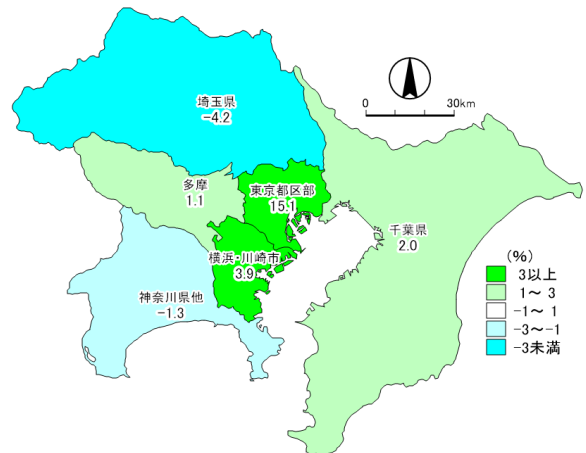 0
30km
埼玉県
-4.2
多摩
1.1
東京都区部
15.1
千葉県
2.0
横浜・川崎市
3.9
神奈川県他
-1.3
(%)
3以上
1～ 3
-1～ 1
-3～-1
-3未満